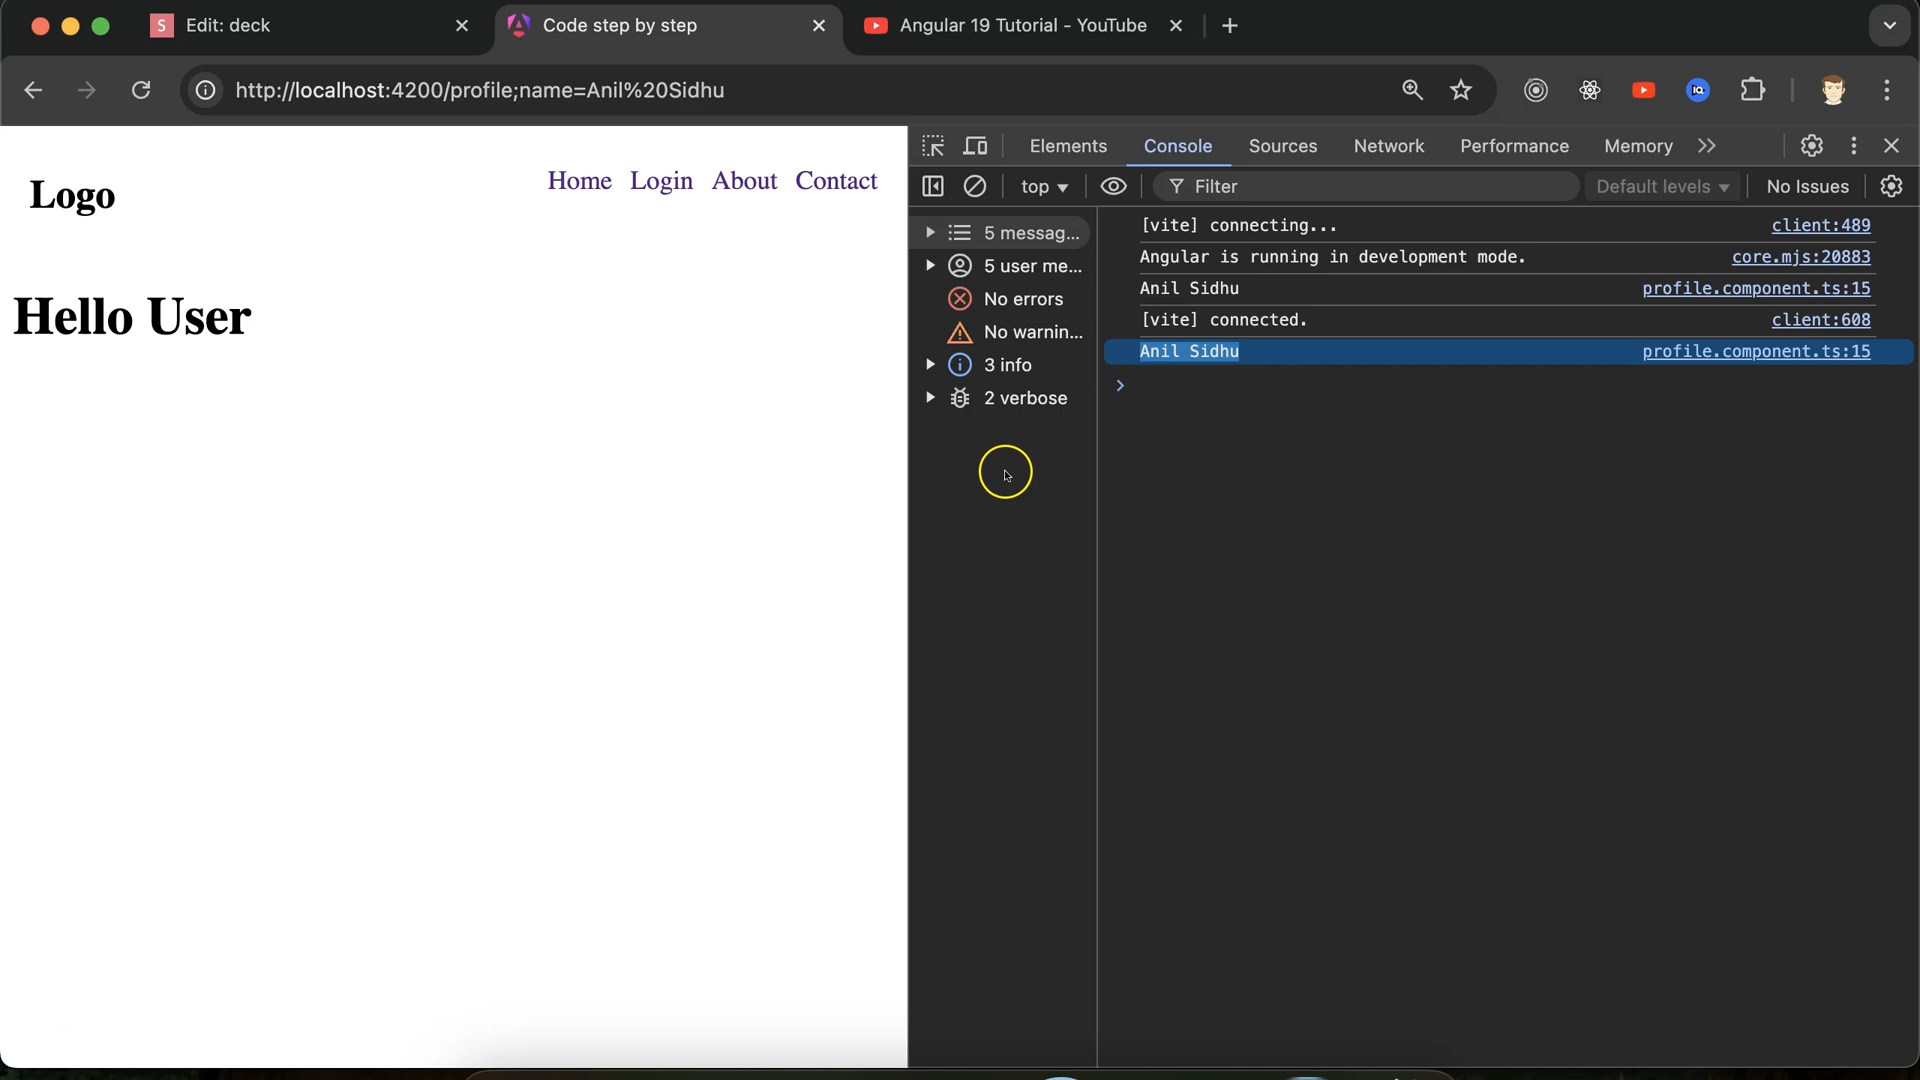 S Edit: deck
Code step by step
Angular 19 Tutorial - YouTube
http://localhost:4200/profile;name=Anil%20Sidhu
IQ
Logo
Home Login About Contact
Hello User
Elements Console Sources Network Performance Memory
top Filter Default levels No Issues
5 messag...
5 user me...
No errors
No warnin...
3 info
2 verbose
[vite] connecting... client:489
Angular is running in development mode. core.mjs:20883
Anil Sidhu profile.component.ts:15
[vite] connected. client:608
Anil Sidhu profile.component.ts:15